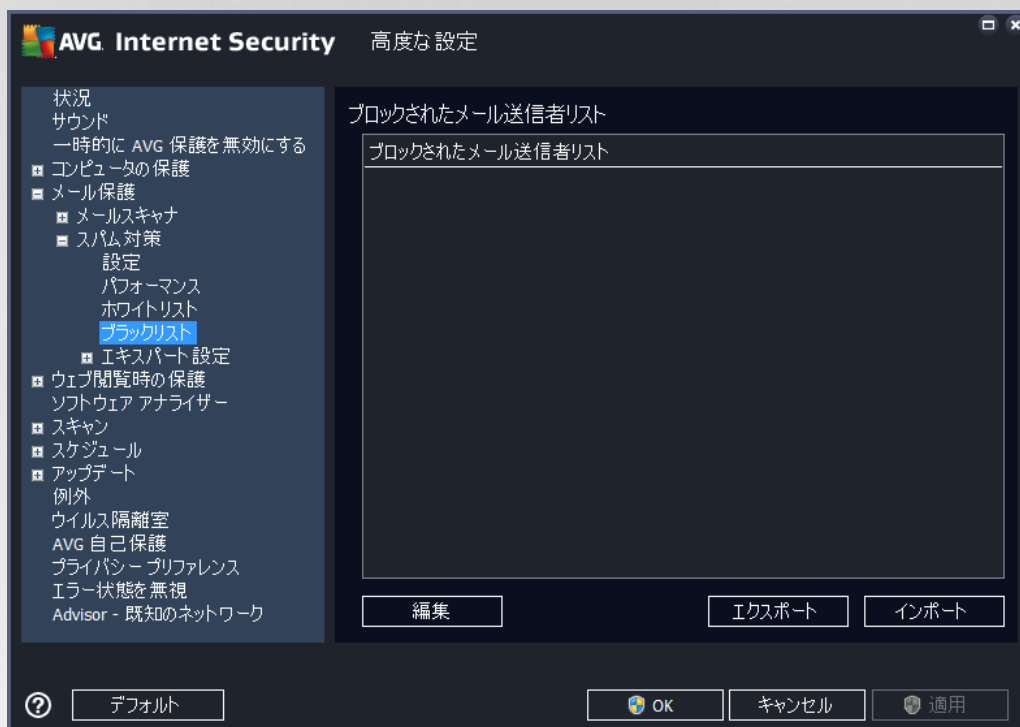 AVG. Internet Security 高度な設定
状況
サウンド
一時的に AVG 保護を無効にする
コンピュータの保護
メール保護
メールスキャナ
スパム対策
設定
パフォーマンス
ホワイトリスト
ブラックリスト
エキスパート設定
ウェブ閲覧時の保護
ソフトウェア アナライザー
スキャン
スケジュール
アップデート
例外
ウイルス隔離室
AVG 自己保護
プライバシー プリファレンス
エラー状態を無視
Advisor - 既知のネットワーク
ブロックされたメール送信者リスト
ブロックされたメール送信者リスト
編集
エクスポート
インポート
デフォルト
OK
キャンセル
適用